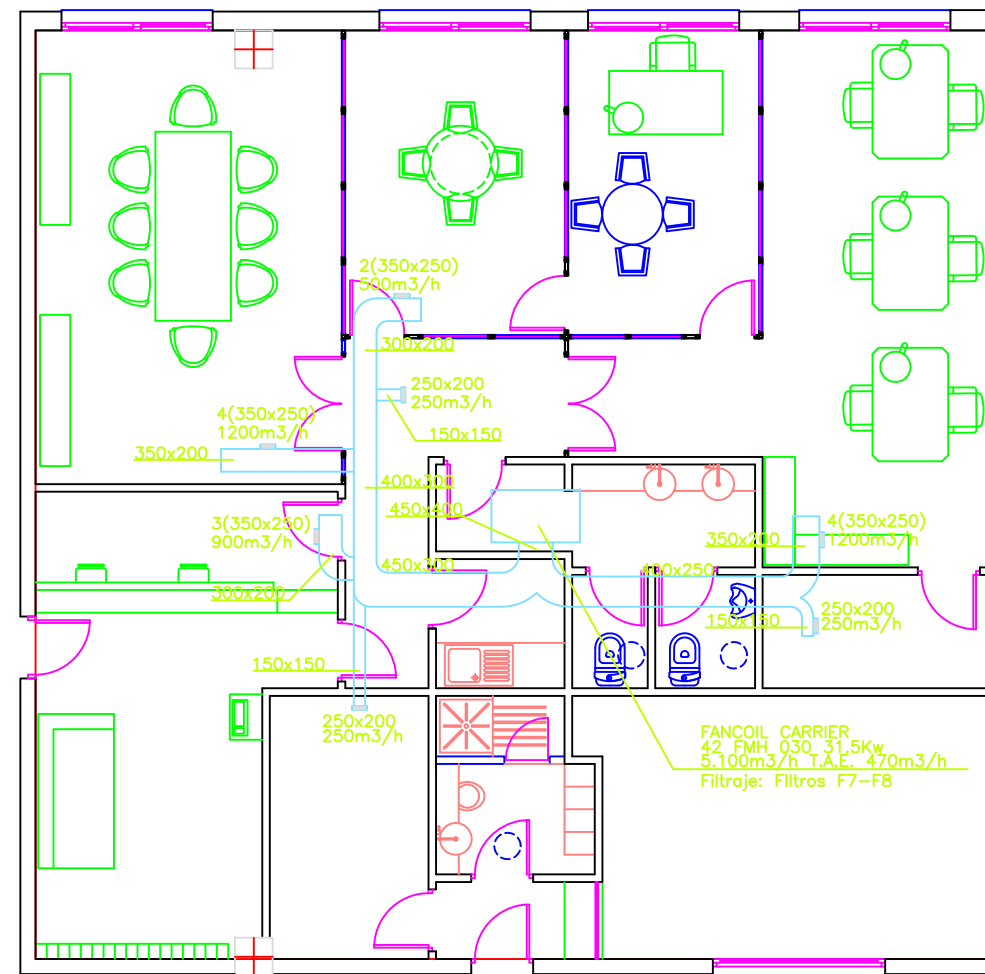 2(350x250)
500m3/h
300x200
250x200
250m3/h
150x150
4(350x250)
1200m3/h
350x200
400x300
450x400
3(350x250)
900m3/h
300x200
450x300
400x250
350x200
4(350x250)
1200m3/h
150x150
250x200
250m3/h
150x150
250x200
250m3/h
FANCOIL CARRIER
42 FMH 030 31.5Kw
5.100m3/h T.A.E. 470m3/h
Filtraje: FIltros F7-F8